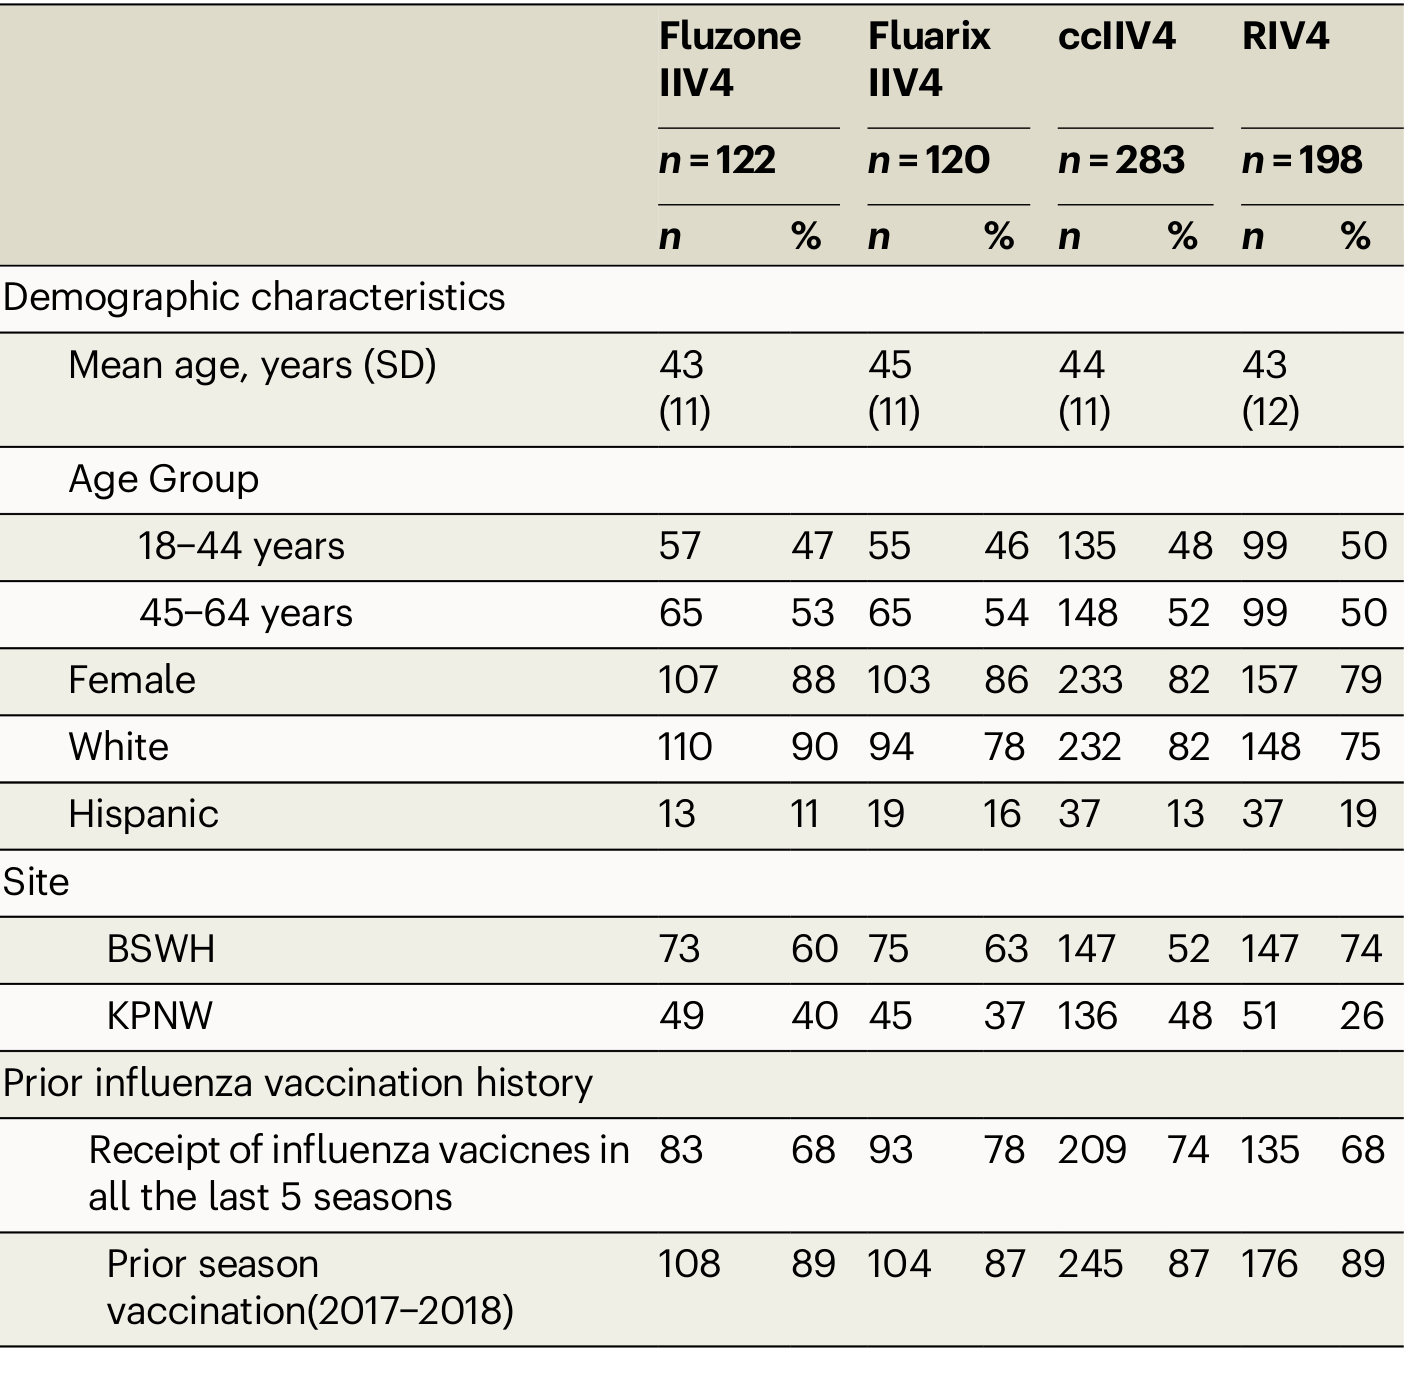 Fluzone Fluarix ccIIV4 RIV4
IIV4 IIV4
n = 122 n = 120 n = 283 n = 198
n % n % n % n %
Demographic characteristics
Mean age, years (SD) 43 45 44 43
(11) (11) (11) (12)
Age Group
18–44 years 57 47 55 46 135 48 99 50
45–64 years 65 53 65 54 148 52 99 50
Female 107 88 103 86 233 82 157 79
White 110 90 94 78 232 82 148 75
Hispanic 13 11 19 16 37 13 37 19
Site
BSWH 73 60 75 63 147 52 147 74
KPNW 49 40 45 37 136 48 51 26
Prior influenza vaccination history
Receipt of influenza vacicnes in 83 68 93 78 209 74 135 68
all the last 5 seasons
Prior season 108 89 104 87 245 87 176 89
vaccination(2017–2018)